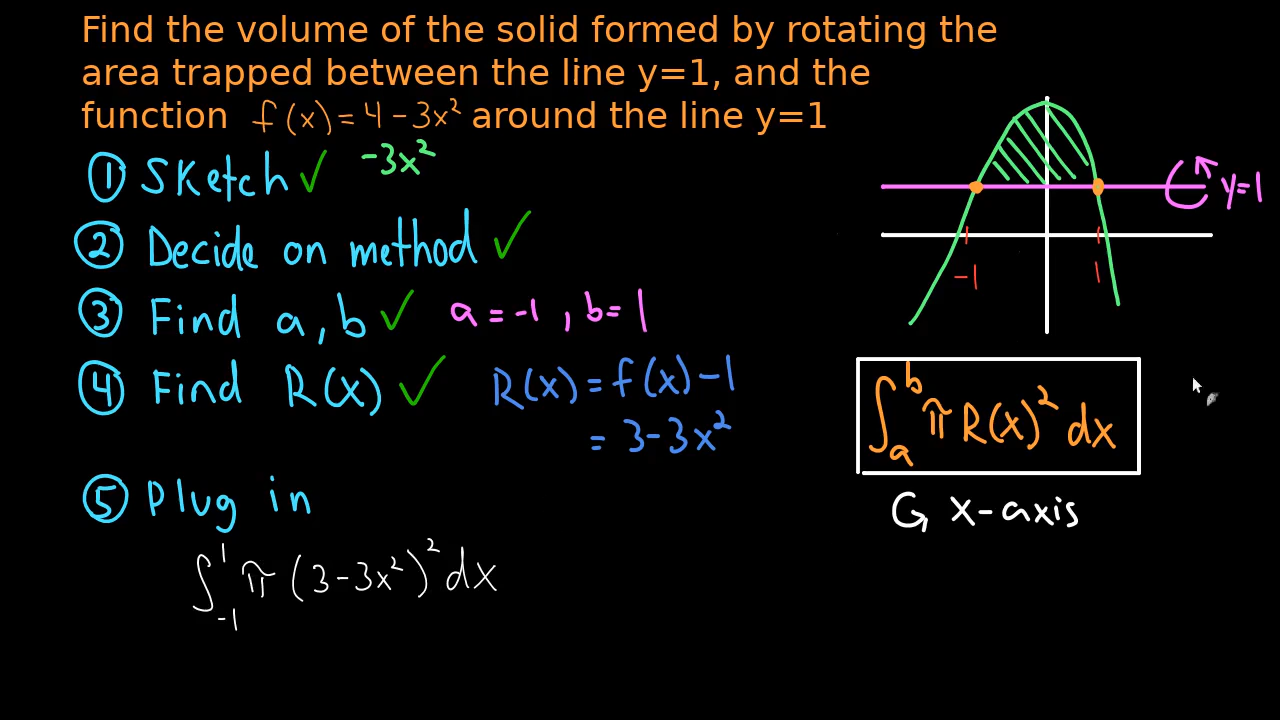 Find the volume of the solid formed by rotating the
area trapped between the line y=1, and the
function f(x)=4-3x² around the line y=1
① Sketch ✓ -3x²
② Decide on method ✓
③ Find a, b ✓ a=-1, b=1
④ Find R(x) ✓ R(x)=f(x)-1
= 3-3x²
⑤ Plug in
∫₋₁¹ π(3-3x²)² dx
y=1
-1 1
∫ₐᵇ π R(x)² dx
x-axis